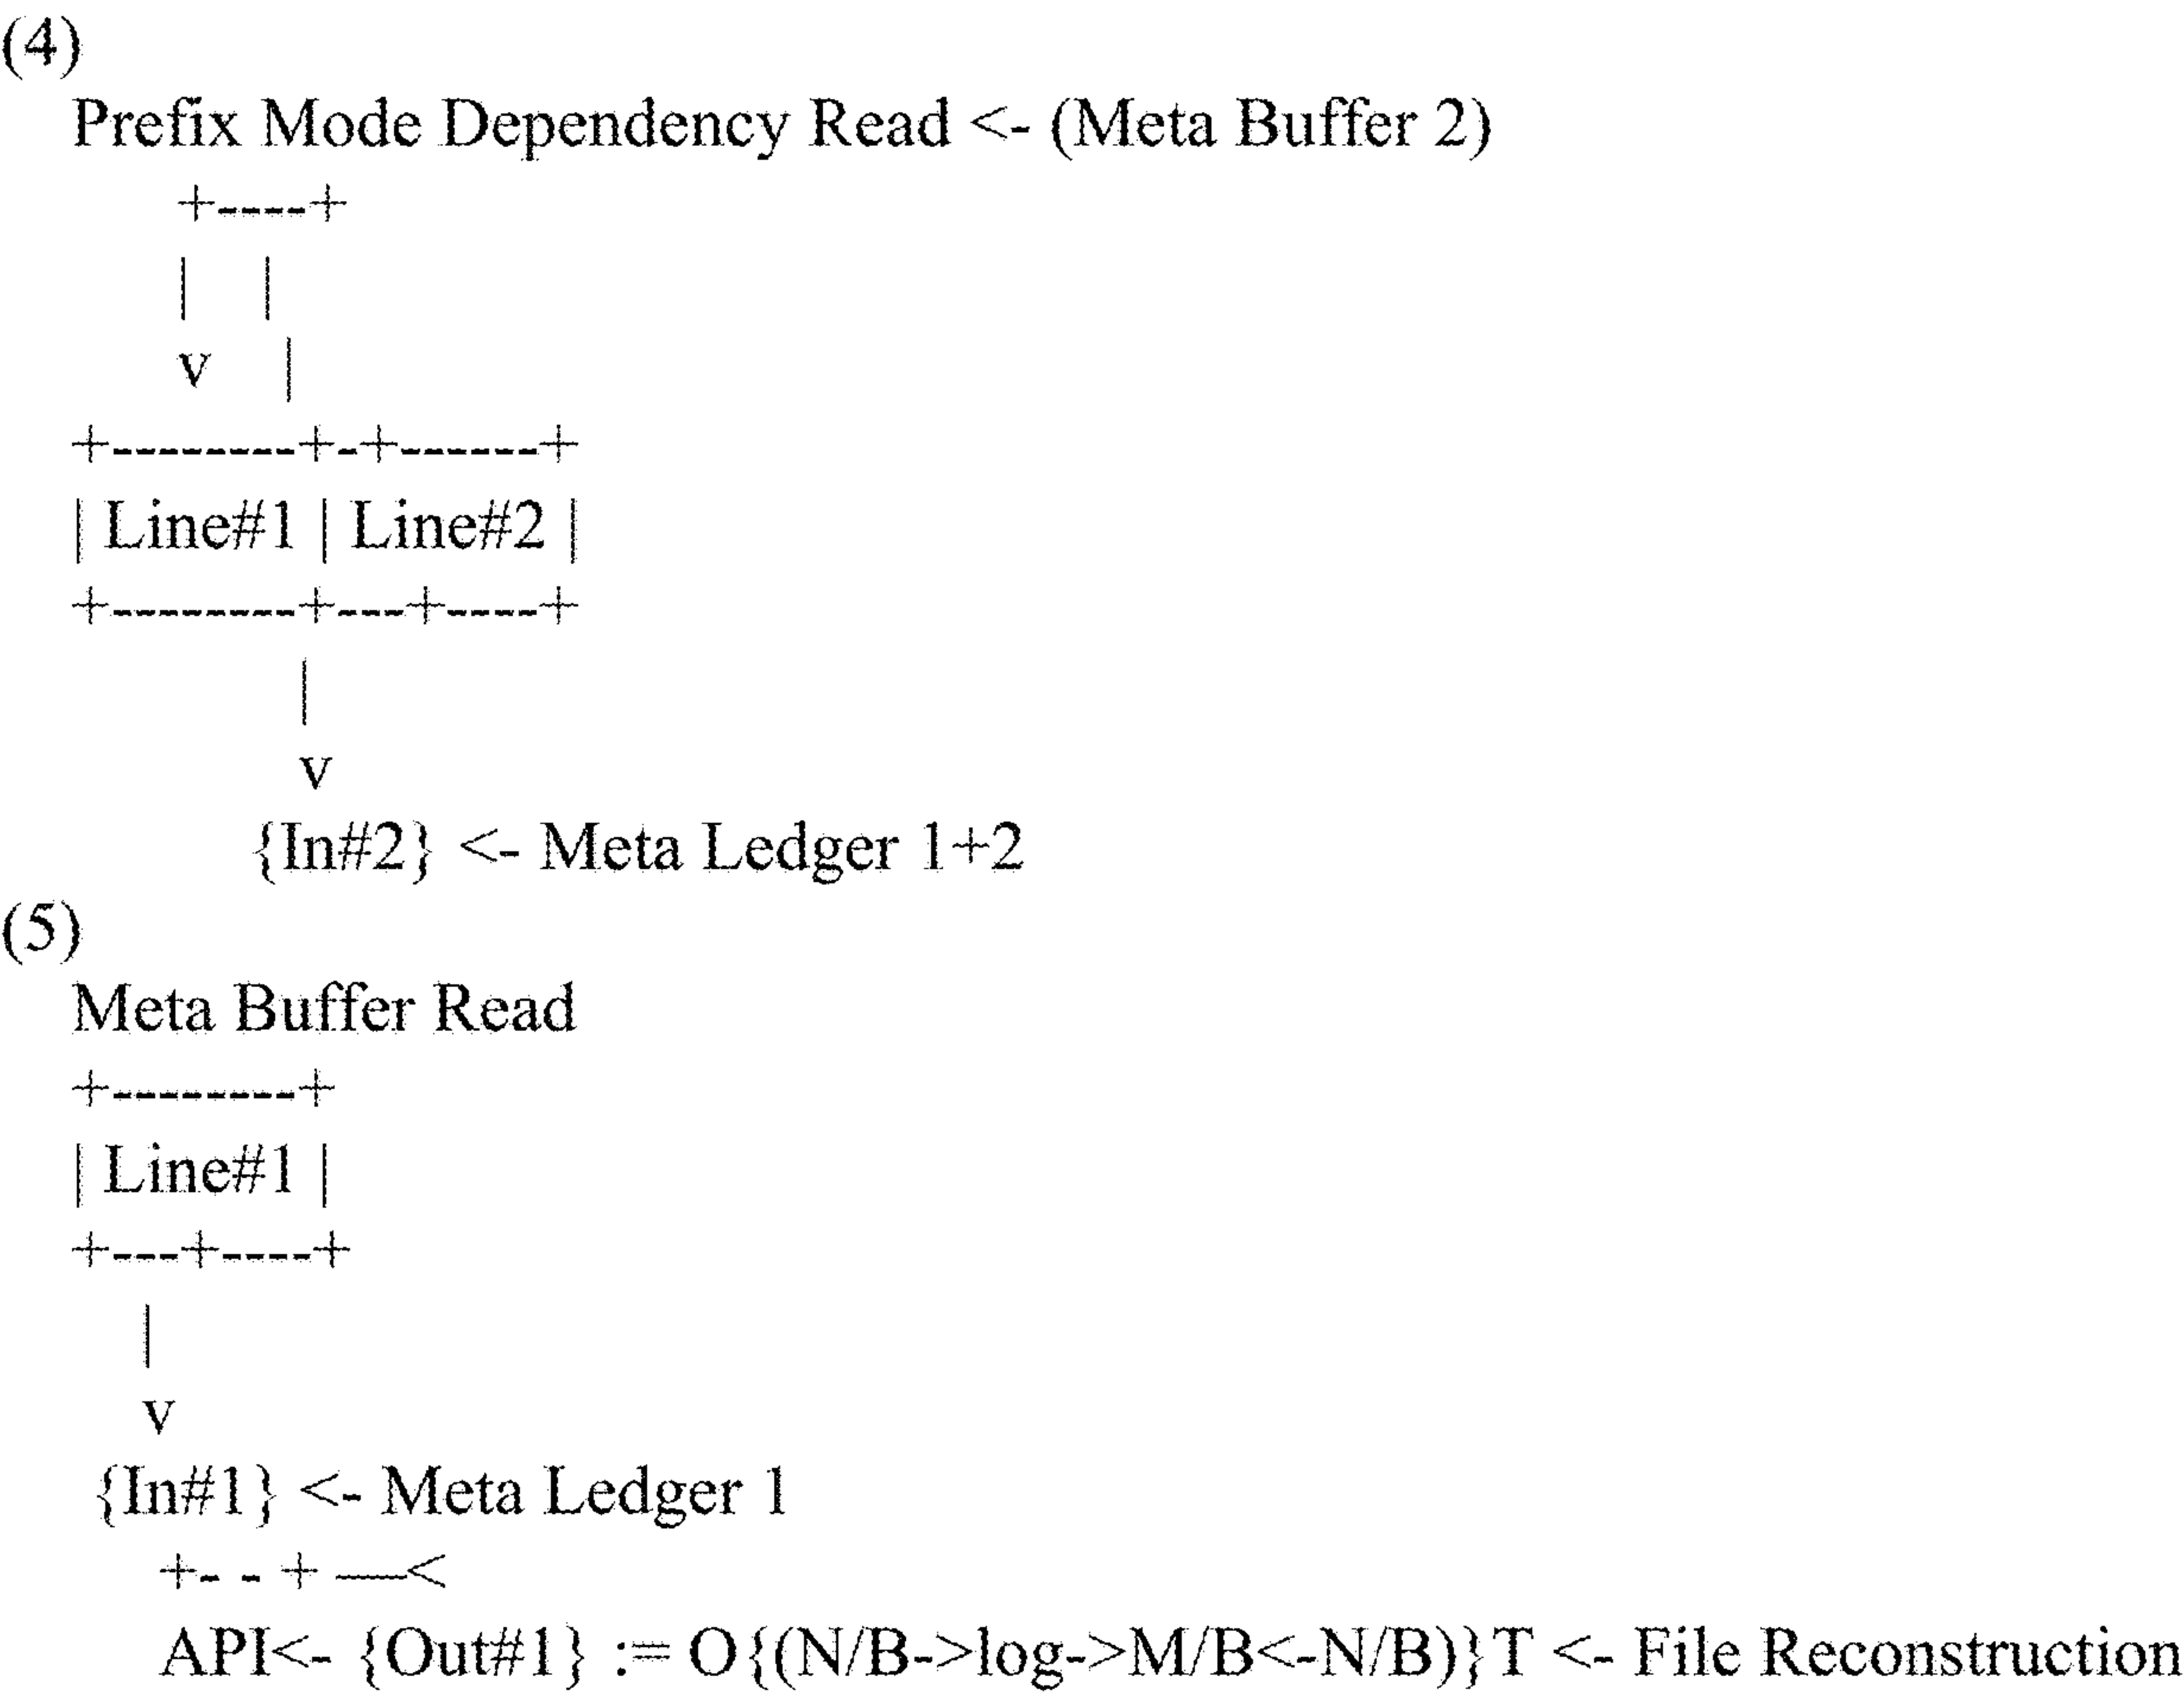 (4)
Prefix Mode Dependency Read <- (Meta Buffer 2)
+----+
| |
v |
+--------+-+------+
| Line#1 | Line#2 |
+--------+---+----+
|
v
{In#2} <- Meta Ledger 1+2
(5)
Meta Buffer Read
+--------+
| Line#1 |
+---+----+
|
v
{In#1} <- Meta Ledger 1
+- - + —<
API<- {Out#1} := O{(N/B->log->M/B<-N/B)}T <- File Reconstruction